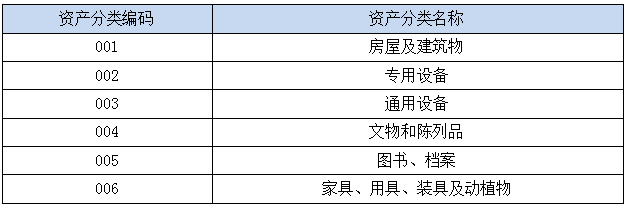 资产分类编码 资产分类名称
001 房屋及建筑物
002 专用设备
003 通用设备
004 文物和陈列品
005 图书、档案
006 家具、用具、装具及动植物